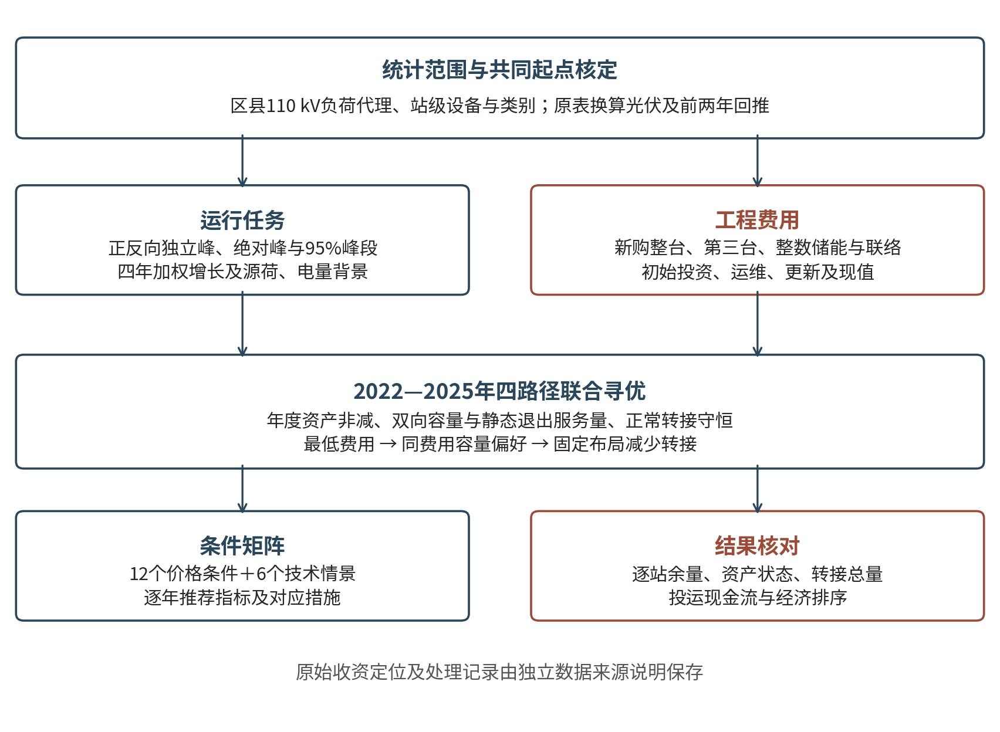 统计范围与共同起点核定
区县110 kV负荷代理、站级设备与类别；原表换算光伏及前两年回推
运行任务
正反向独立峰、绝对峰与95%峰段
四年加权增长及源荷、电量背景
工程费用
新购整台、第三台、整数储能与联络
初始投资、运维、更新及现值
2022—2025年四路径联合寻优
年度资产非减、双向容量与静态退出服务量、正常转接守恒
最低费用 → 同费用容量偏好 → 固定布局减少转接
条件矩阵
12个价格条件＋6个技术情景
逐年推荐指标及对应措施
结果核对
逐站余量、资产状态、转接总量
投运现金流与经济排序
原始收资定位及处理记录由独立数据来源说明保存